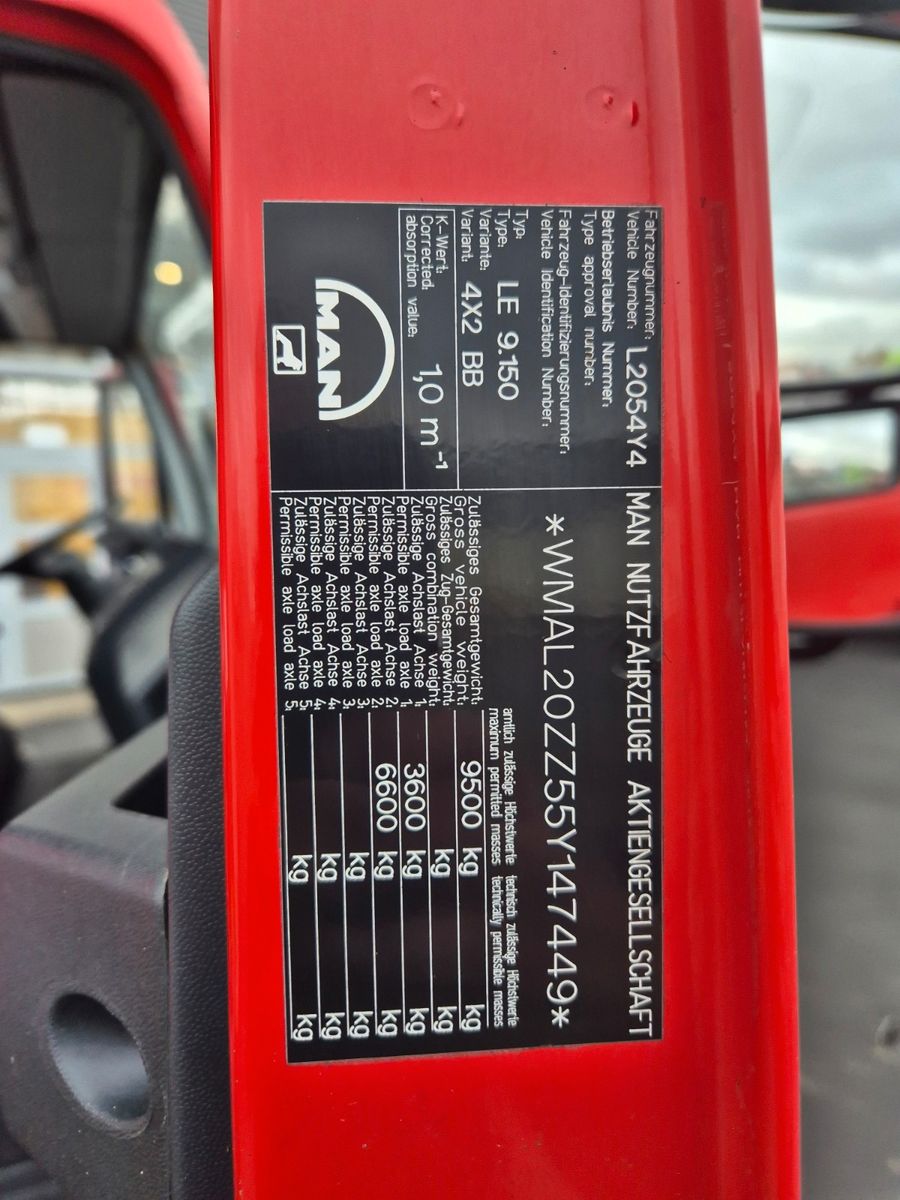 Fahrzeugnummer:
Vehicle Number: L2054Y4
MAN NUTZFAHRZEUGE AKTIENGESELLSCHAFT
Betriebserlaubnis Nummer:
Type approval number:
Fahrzeug-Identifizierungsnummer:
Vehicle Identification Number:
*WMAL20ZZ55Y147449*
Typ:
Type: LE 9.150
Variante:
Variant: 4X2 BB
K-Wert:
Corrected
absorption value: 1,0 m⁻¹
MAN
amtlich zulässige Höchstwerte technisch zulässige Höchstwerte
maximum permitted masses technically permissible masses
Zulässiges Gesamtgewicht:
Gross vehicle weight: 9500 kg kg
Zulässiges Zug-Gesamtgewicht:
Gross combination weight: kg kg
Zulässige Achslast Achse 1:
Permissible axle load axle 1: 3600 kg kg
Zulässige Achslast Achse 2:
Permissible axle load axle 2: 6600 kg kg
Zulässige Achslast Achse 3:
Permissible axle load axle 3: kg kg
Zulässige Achslast Achse 4:
Permissible axle load axle 4: kg kg
Zulässige Achslast Achse 5:
Permissible axle load axle 5: kg kg